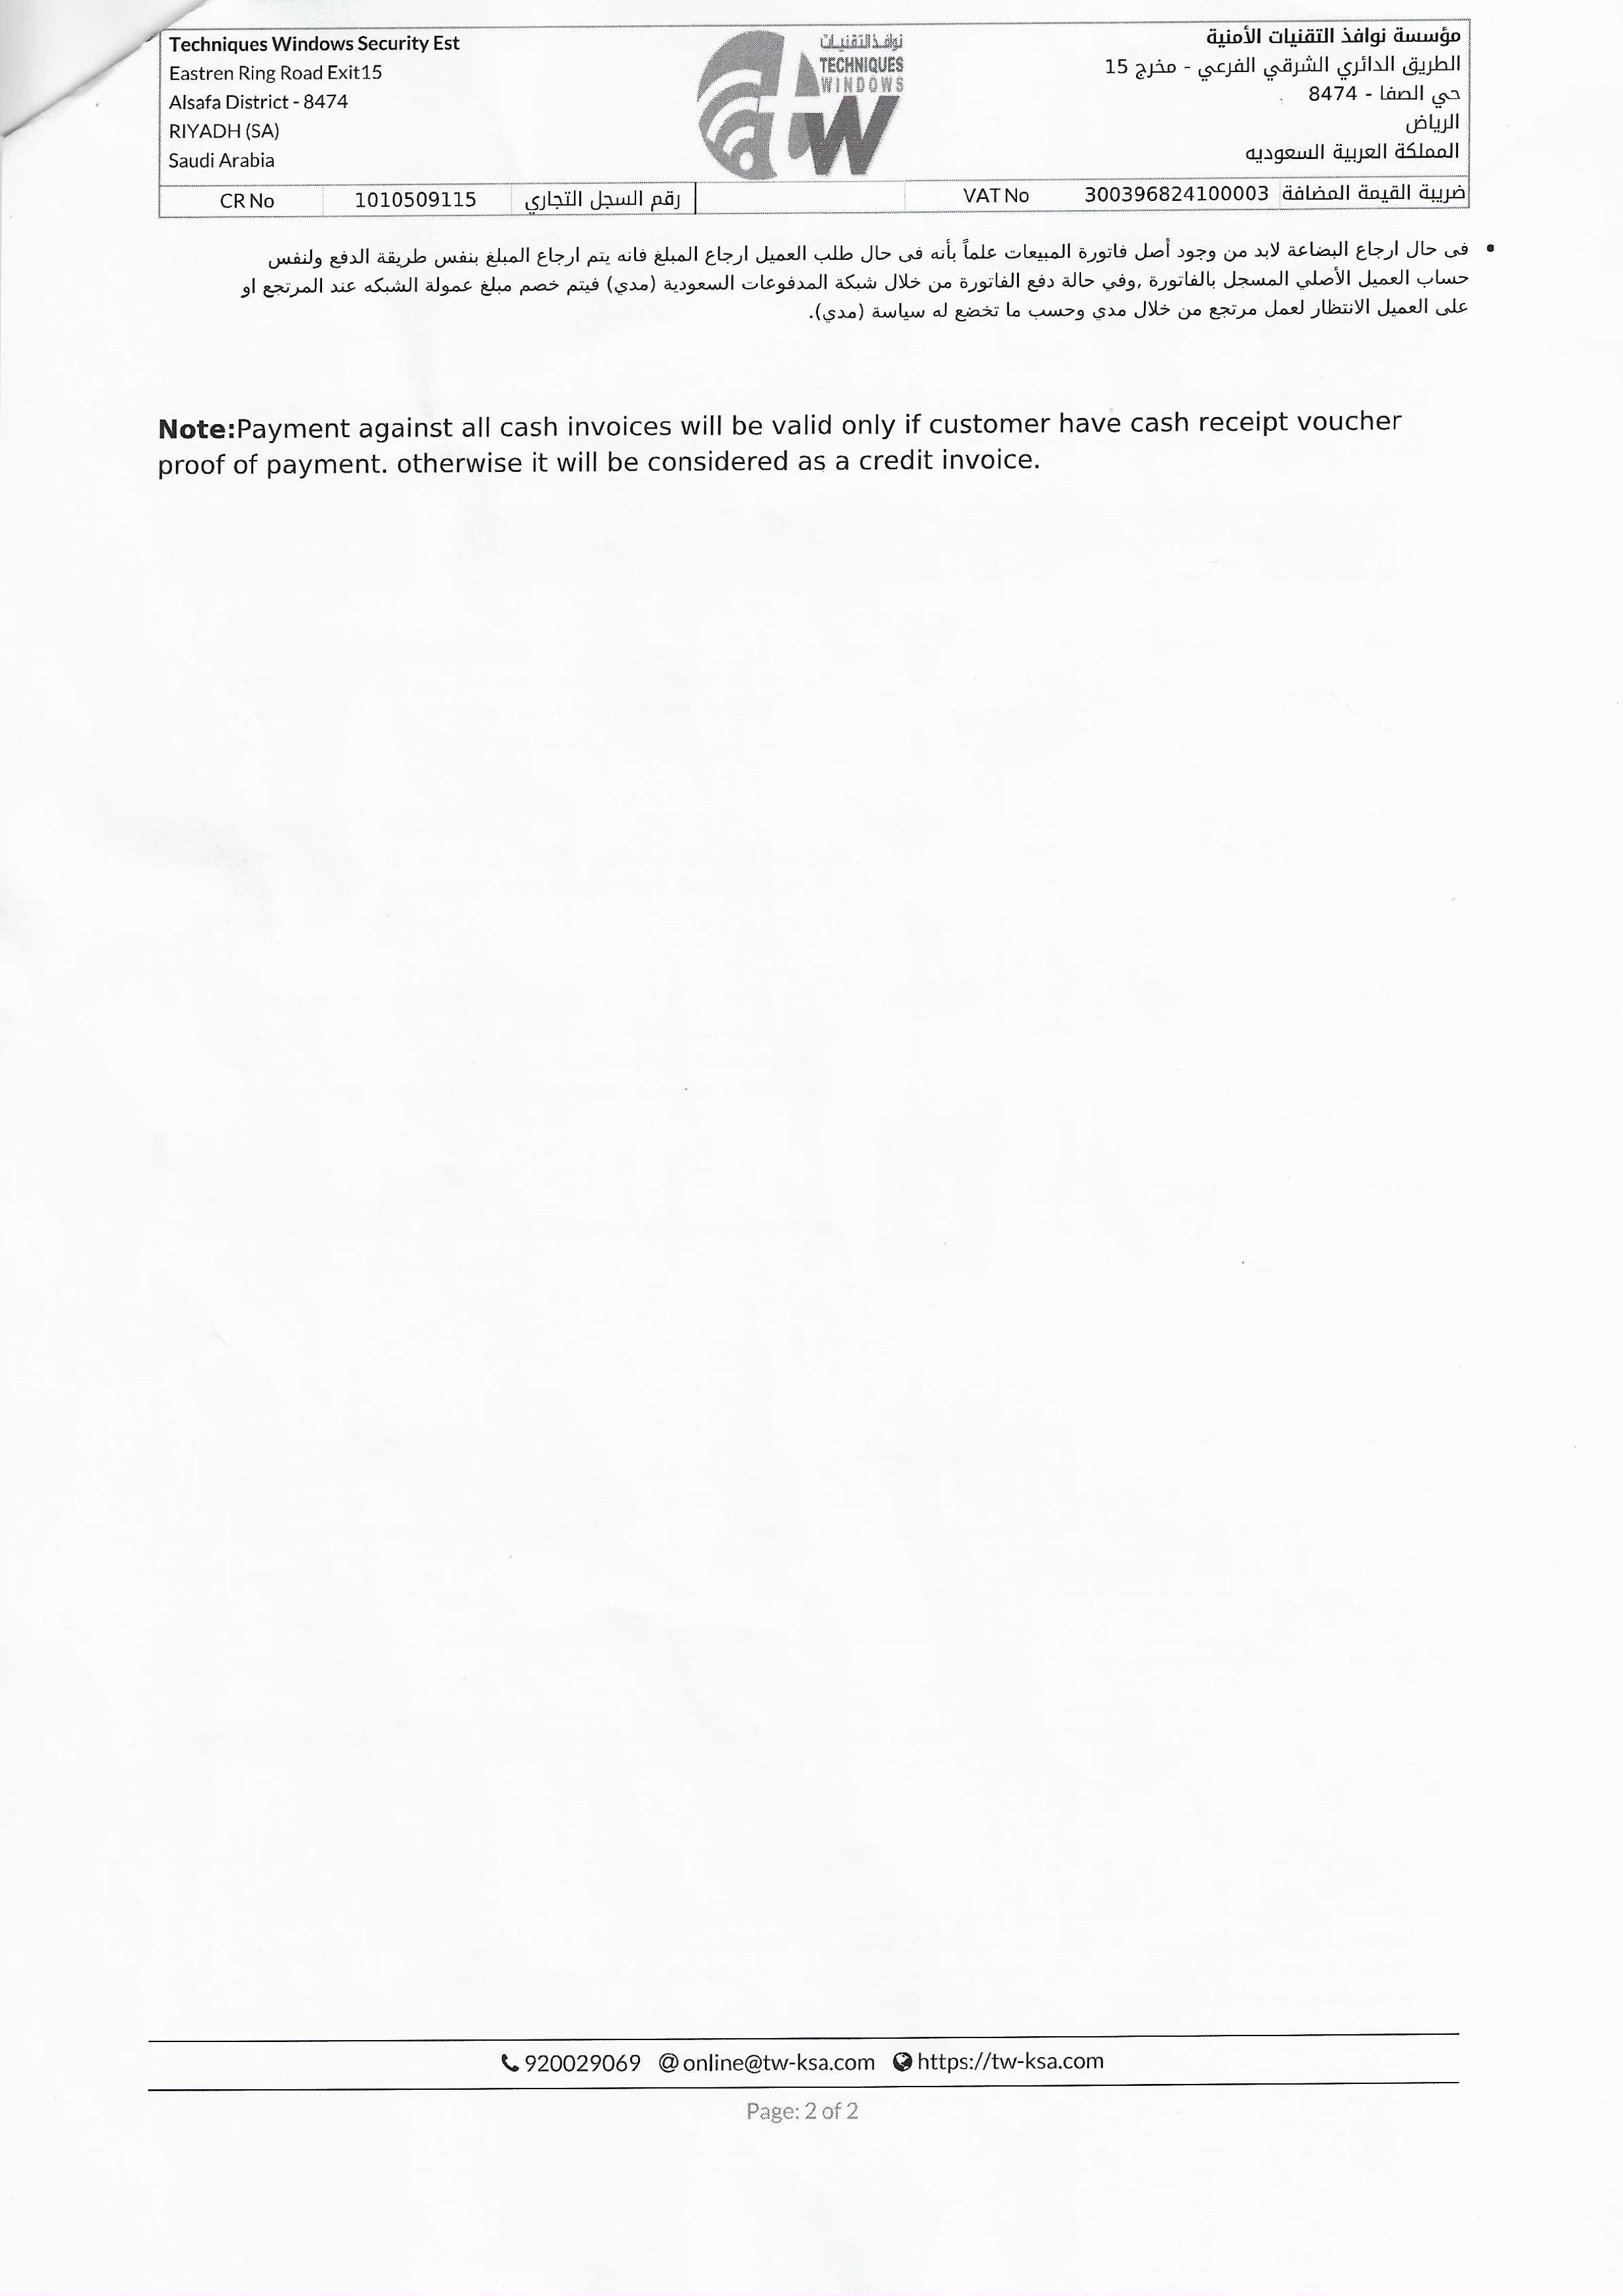 Techniques Windows Security Est
Eastren Ring Road Exit15
Alsafa District - 8474
RIYADH (SA)
Saudi Arabia
نوافذ التقنيات
TECHNIQUES
WINDOWS
tw
مؤسسة نوافذ التقنيات الأمنية
الطريق الدائري الشرقي الفرعي - مخرج 15
حي الصفا - 8474
الرياض
المملكة العربية السعوديه
CR No 1010509115 رقم السجل التجاري
VAT No 300396824100003 ضريبة القيمة المضافة
• فى حال ارجاع البضاعة لابد من وجود أصل فاتورة المبيعات علماً بأنه فى حال طلب العميل ارجاع المبلغ فانه يتم ارجاع المبلغ بنفس طريقة الدفع ولنفس
حساب العميل الأصلي المسجل بالفاتورة ,وفي حالة دفع الفاتورة من خلال شبكة المدفوعات السعودية (مدي) فيتم خصم مبلغ عمولة الشبكه عند المرتجع او
على العميل الانتظار لعمل مرتجع من خلال مدي وحسب ما تخضع له سياسة (مدي).
Note:Payment against all cash invoices will be valid only if customer have cash receipt voucher
proof of payment. otherwise it will be considered as a credit invoice.
920029069 @online@tw-ksa.com https://tw-ksa.com
Page: 2 of 2